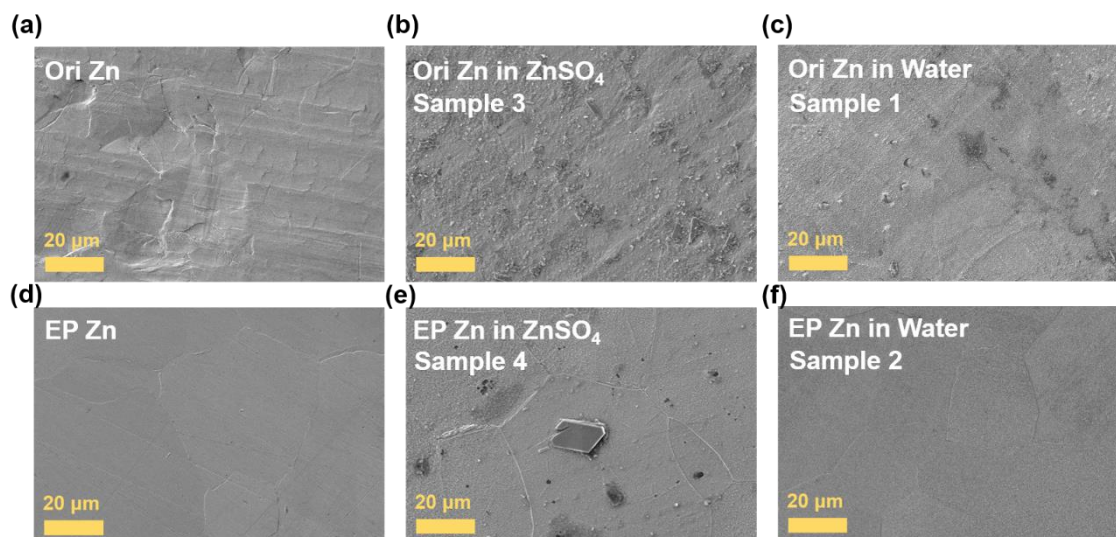 (a)
Ori Zn
20 µm
(b)
Ori Zn in ZnSO₄
Sample 3
20 µm
(c)
Ori Zn in Water
Sample 1
20 µm
(d)
EP Zn
20 µm
(e)
EP Zn in ZnSO₄
Sample 4
20 µm
(f)
EP Zn in Water
Sample 2
20 µm